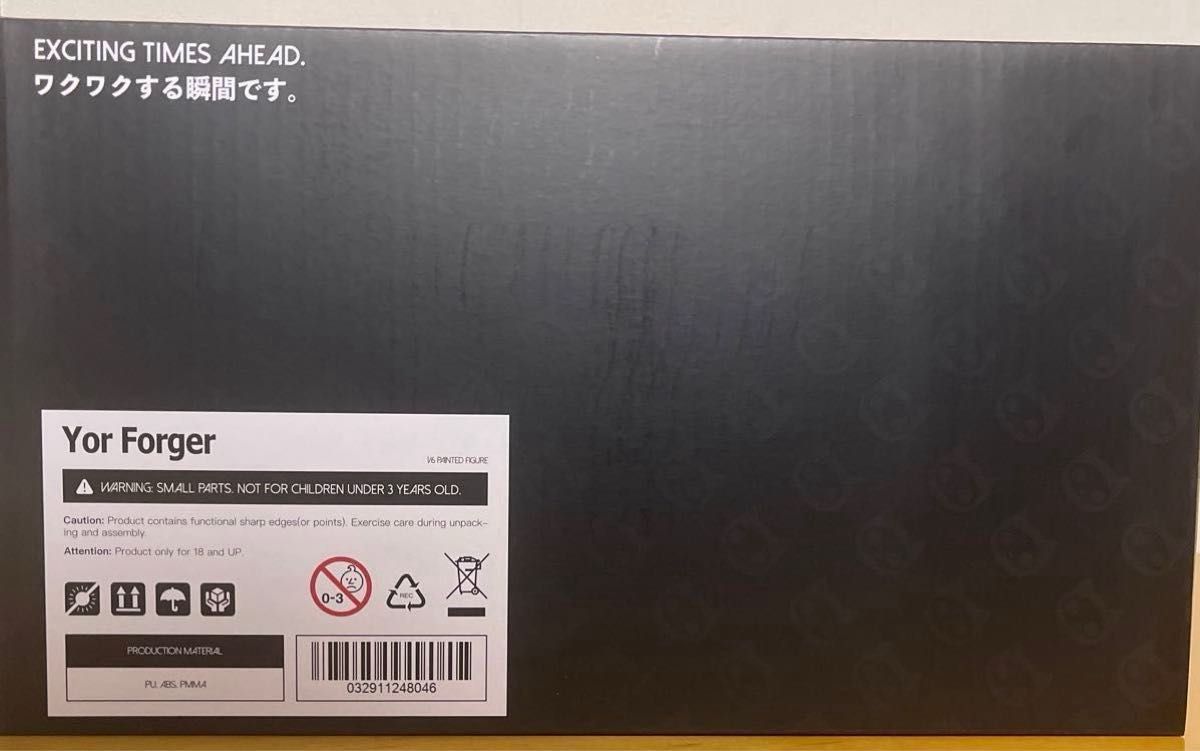 EXCITING TIMES AHEAD.
ワクワクする瞬間です。
Yor Forger
1/6 PAINTED FIGURE
WARNING: SMALL PARTS. NOT FOR CHILDREN UNDER 3 YEARS OLD.
Caution: Product contains functional sharp edges(or points). Exercise care during unpack-
ing and assembly.
Attention: Product only for 18 and UP.
0-3
REC
PRODUCTION MATERIAL
PU, ABS, PMMA
032911248046